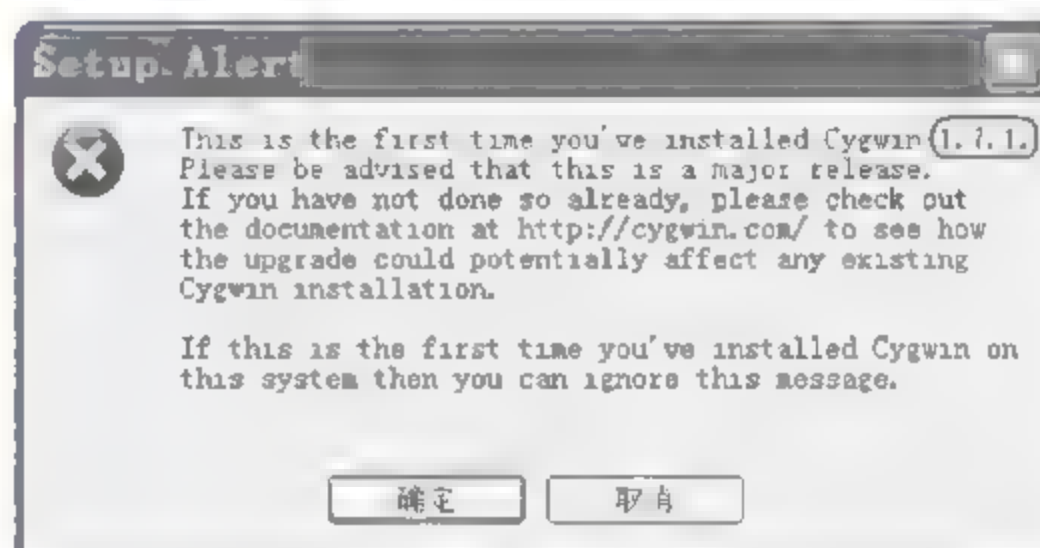 Setup Alert
This is the first time you've installed Cygwin 1.7.1.
Please be advised that this is a major release.
If you have not done so already, please check out
the documentation at http://cygwin.com/ to see how
the upgrade could potentially affect any existing
Cygwin installation.
If this is the first time you've installed Cygwin on
this system then you can ignore this message.
確定
取消